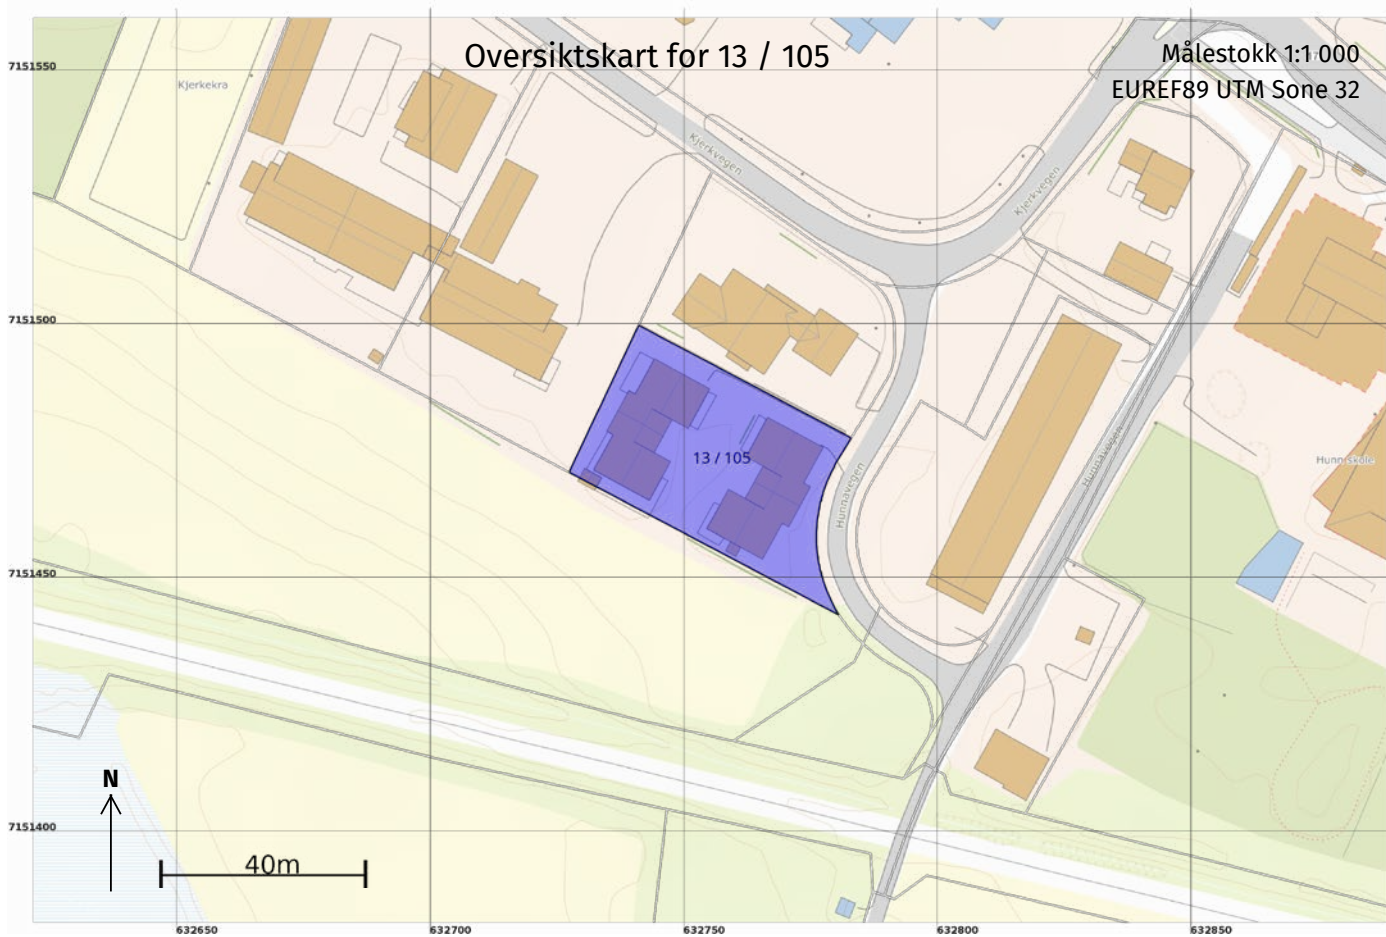 Oversiktskart for 13 / 105
Målestokk 1:1 000
EUREF89 UTM Sone 32
7151550
Kjerkekra
Kjerkvegen
Kjerkvegen
7151500
13 / 105
Hunnavegen
Hunnavegen
Hunn skole
7151450
N
40m
7151400
632650
632700
632750
632800
632850